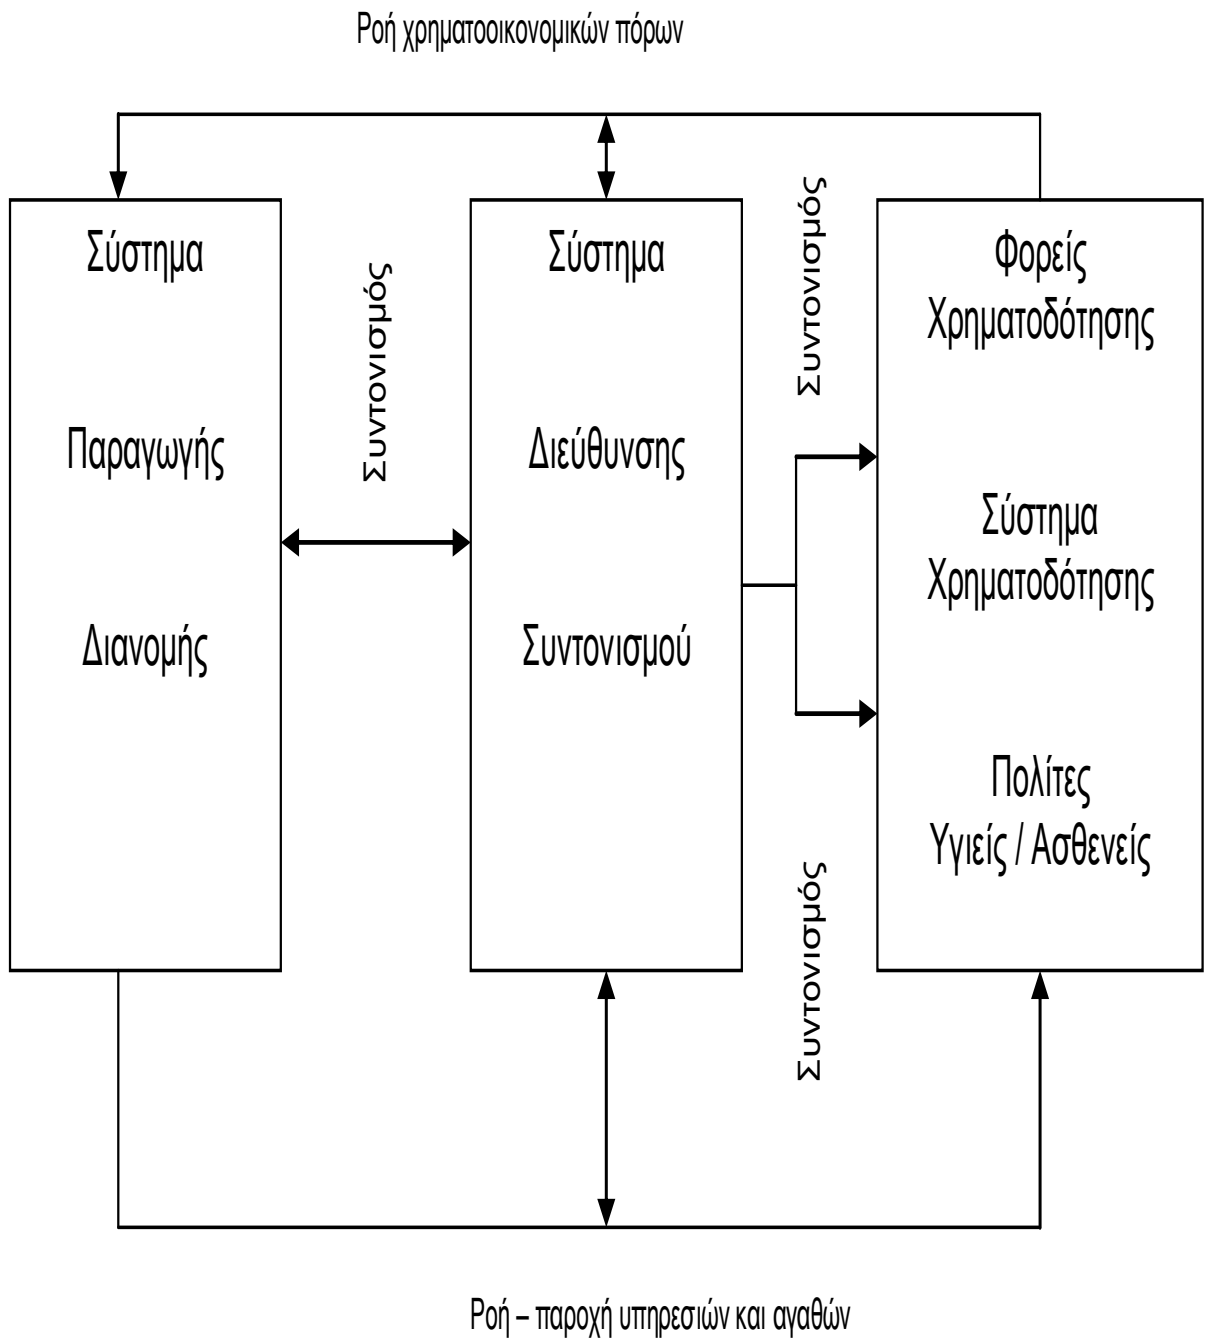 Ροή χρηματοοικονομικών πόρων
Σύστημα
Παραγωγής
Διανομής
Συντονισμός
Σύστημα
Διεύθυνσης
Συντονισμού
Συντονισμός
Συντονισμός
Φορείς
Χρηματοδότησης
Σύστημα
Χρηματοδότησης
Πολίτες
Υγιείς / Ασθενείς
Ροή – παροχή υπηρεσιών και αγαθών